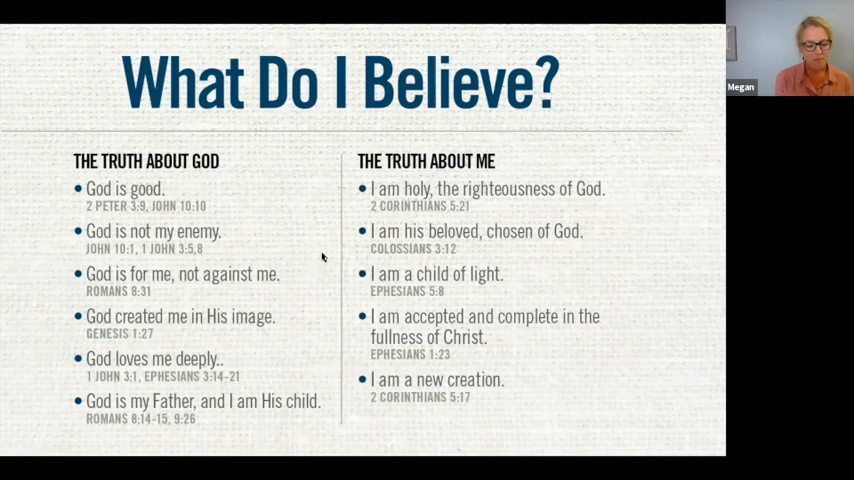 What Do I Believe?
THE TRUTH ABOUT GOD
God is good.
2 PETER 3:9, JOHN 10:10
God is not my enemy.
JOHN 10:1, 1 JOHN 3:5,8
God is for me, not against me.
ROMANS 8:31
God created me in His image.
GENESIS 1:27
God loves me deeply..
1 JOHN 3:1, EPHESIANS 3:14-21
God is my Father, and I am His child.
ROMANS 8:14-15, 9:26
THE TRUTH ABOUT ME
I am holy, the righteousness of God.
2 CORINTHIANS 5:21
I am his beloved, chosen of God.
COLOSSIANS 3:12
I am a child of light.
EPHESIANS 5:8
I am accepted and complete in the
fullness of Christ.
EPHESIANS 1:23
I am a new creation.
2 CORINTHIANS 5:17
Megan